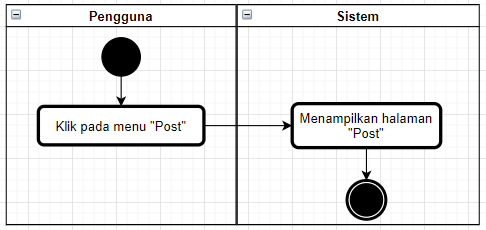 Pengguna
Sistem
Klik pada menu "Post"
Menampilkan halaman
"Post"